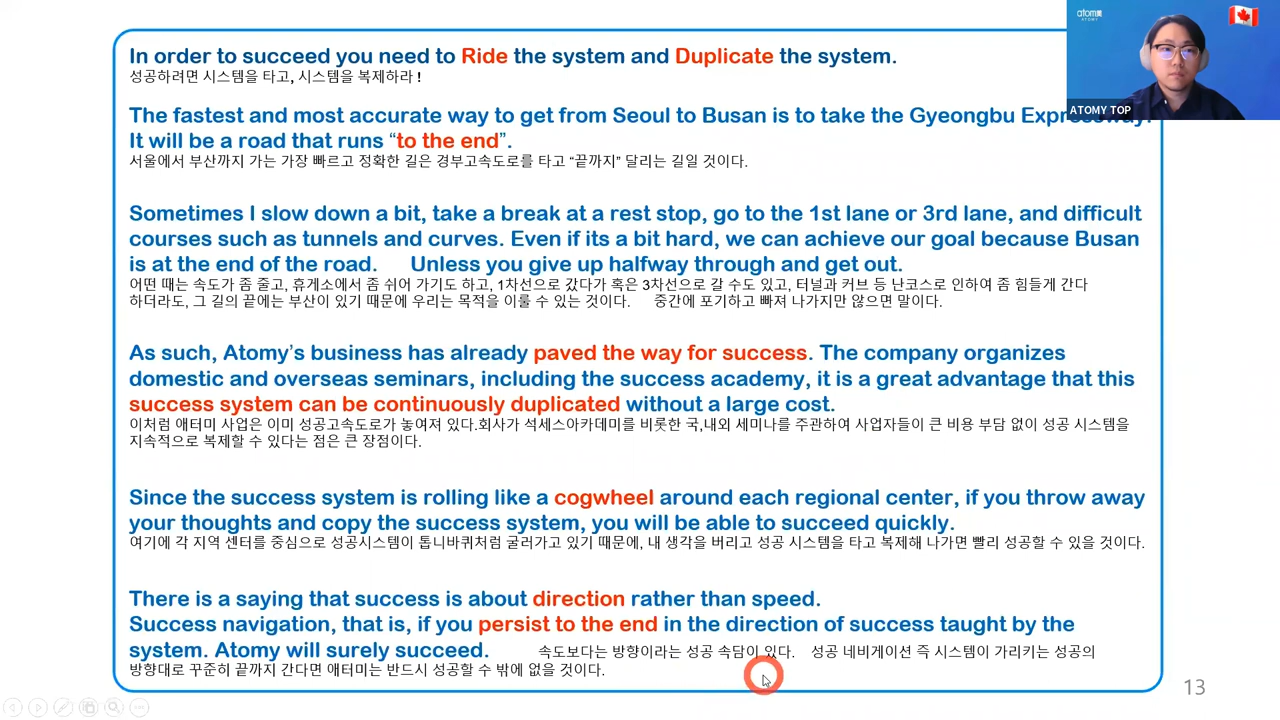 In order to succeed you need to Ride the system and Duplicate the system.
성공하려면 시스템을 타고, 시스템을 복제하라 !
The fastest and most accurate way to get from Seoul to Busan is to take the Gyeongbu Expressway.
It will be a road that runs “to the end”.
서울에서 부산까지 가는 가장 빠르고 정확한 길은 경부고속도로를 타고 “끝까지” 달리는 길일 것이다.
Sometimes I slow down a bit, take a break at a rest stop, go to the 1st lane or 3rd lane, and difficult
courses such as tunnels and curves. Even if its a bit hard, we can achieve our goal because Busan
is at the end of the road. Unless you give up halfway through and get out.
어떤 때는 속도가 좀 줄고, 휴게소에서 좀 쉬어 가기도 하고, 1차선으로 갔다가 혹은 3차선으로 갈 수도 있고, 터널과 커브 등 난코스로 인하여 좀 힘들게 간다
하더라도, 그 길의 끝에는 부산이 있기 때문에 우리는 목적을 이룰 수 있는 것이다. 중간에 포기하고 빠져 나가지만 않으면 말이다.
As such, Atomy’s business has already paved the way for success. The company organizes
domestic and overseas seminars, including the success academy, it is a great advantage that this
success system can be continuously duplicated without a large cost.
이처럼 애터미 사업은 이미 성공고속도로가 놓여져 있다.회사가 석세스아카데미를 비롯한 국,내외 세미나를 주관하여 사업자들이 큰 비용 부담 없이 성공 시스템을
지속적으로 복제할 수 있다는 점은 큰 장점이다.
Since the success system is rolling like a cogwheel around each regional center, if you throw away
your thoughts and copy the success system, you will be able to succeed quickly.
여기에 각 지역 센터를 중심으로 성공시스템이 톱니바퀴처럼 굴러가고 있기 때문에, 내 생각을 버리고 성공 시스템을 타고 복제해 나가면 빨리 성공할 수 있을 것이다.
There is a saying that success is about direction rather than speed.
Success navigation, that is, if you persist to the end in the direction of success taught by the
system. Atomy will surely succeed. 속도보다는 방향이라는 성공 속담이 있다. 성공 네비게이션 즉 시스템이 가리키는 성공의
방향대로 꾸준히 끝까지 간다면 애터미는 반드시 성공할 수 밖에 없을 것이다.
13
atom美
ATOMY
ATOMY TOP